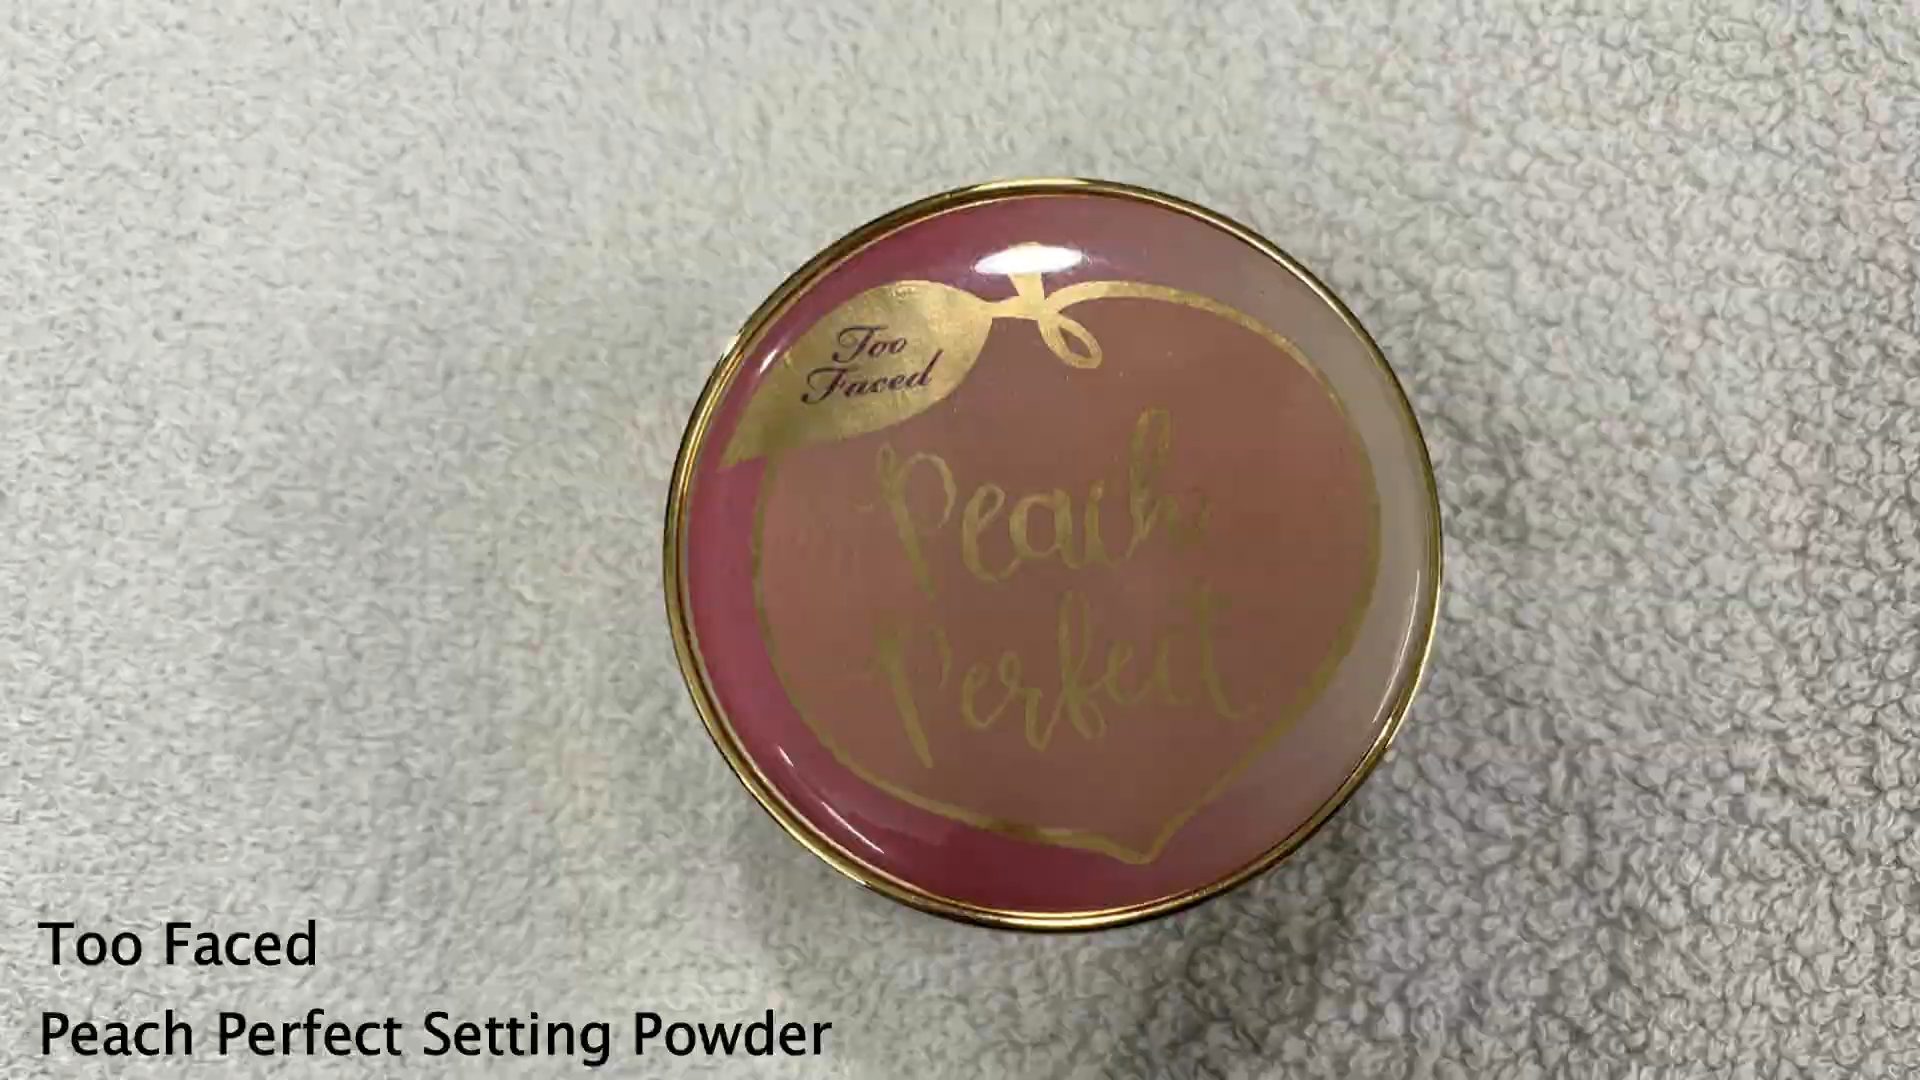 Too
Faced
Peach
Perfect
Too Faced
Peach Perfect Setting Powder